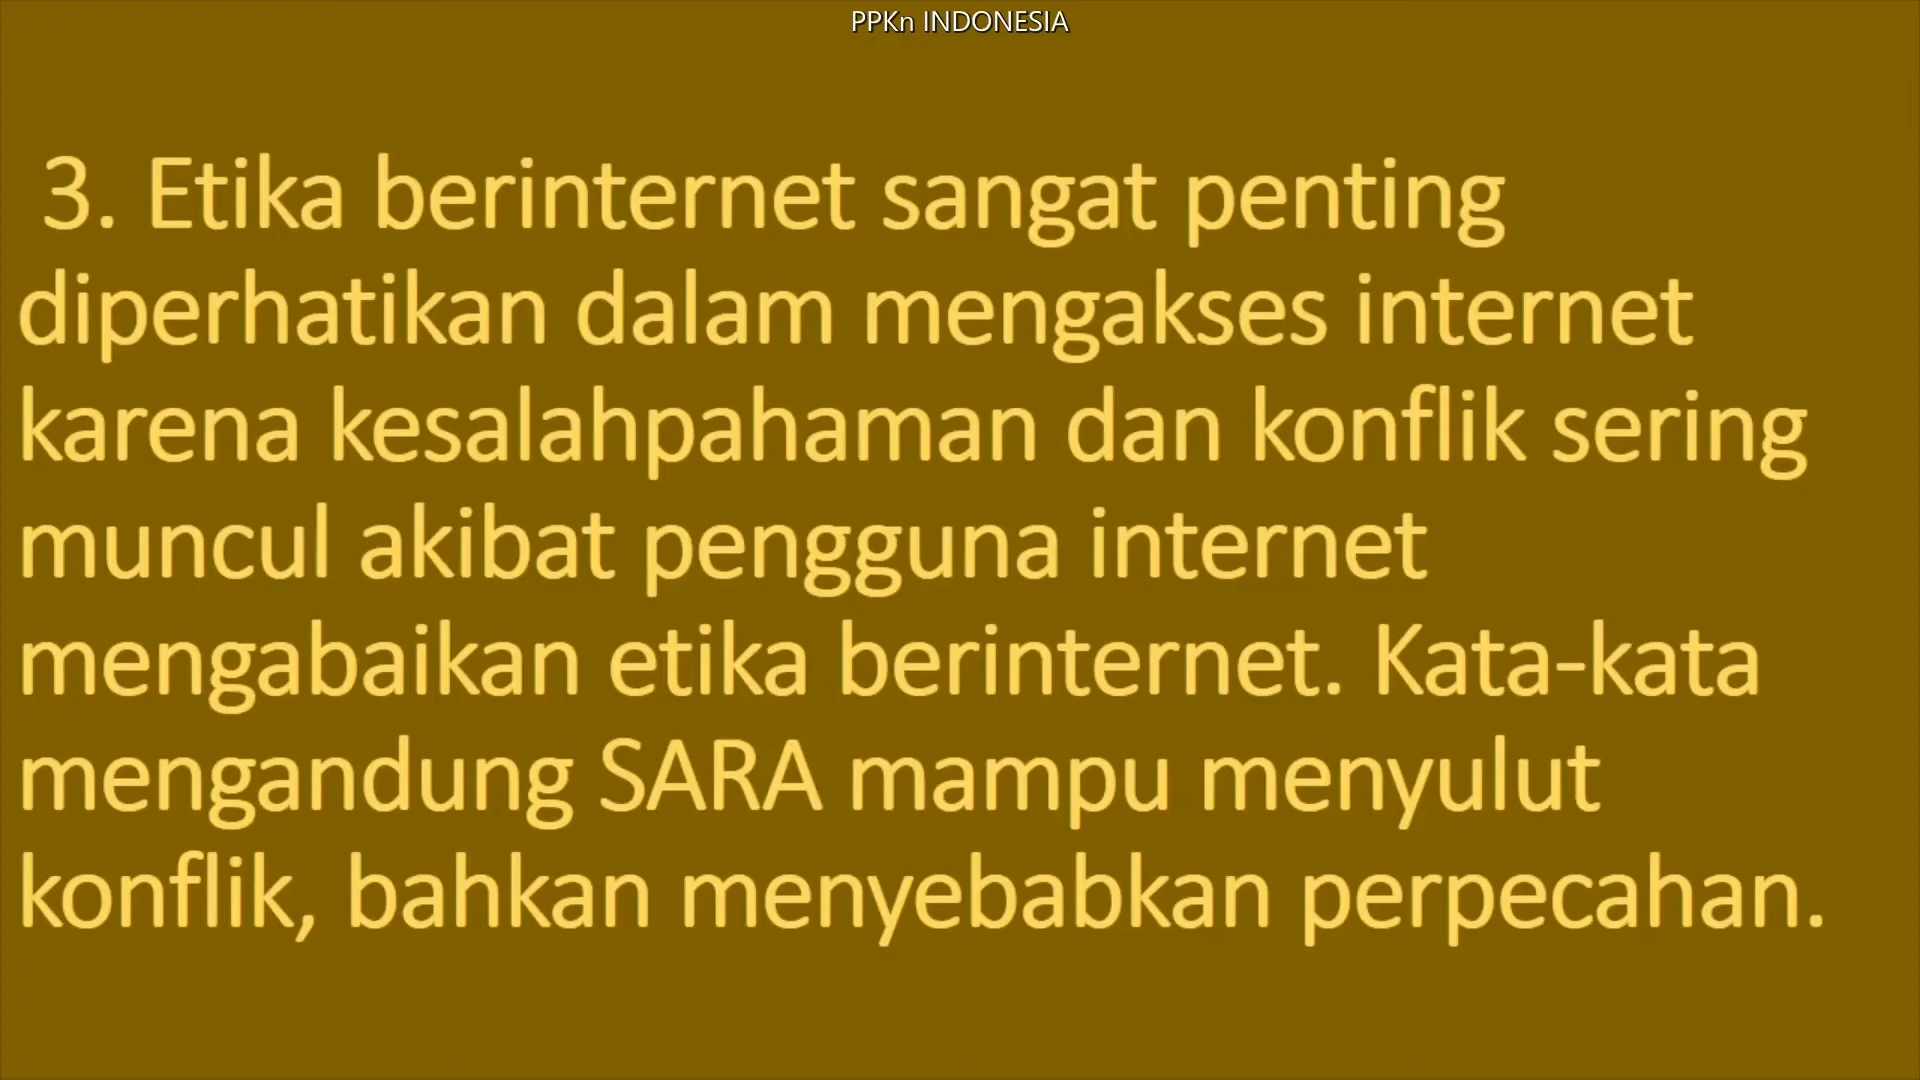 PPKn INDONESIA
3. Etika berinternet sangat penting
diperhatikan dalam mengakses internet
karena kesalahpahaman dan konflik sering
muncul akibat pengguna internet
mengabaikan etika berinternet. Kata-kata
mengandung SARA mampu menyulut
konflik, bahkan menyebabkan perpecahan.